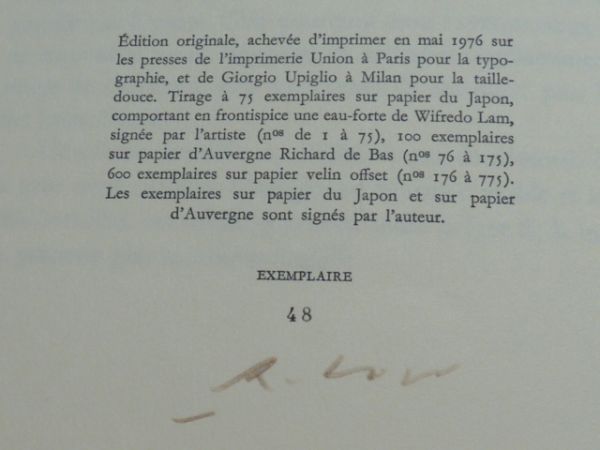 Édition originale, achevée d'imprimer en mai 1976 sur
les presses de l'imprimerie Union à Paris pour la typo-
graphie, et de Giorgio Upiglio à Milan pour la taille-
douce. Tirage à 75 exemplaires sur papier du Japon,
comportant en frontispice une eau-forte de Wifredo Lam,
signée par l'artiste (nos de 1 à 75), 100 exemplaires
sur papier d'Auvergne Richard de Bas (nos 76 à 175),
600 exemplaires sur papier velin offset (nos 176 à 775).
Les exemplaires sur papier du Japon et sur papier
d'Auvergne sont signés par l'auteur.
EXEMPLAIRE
48